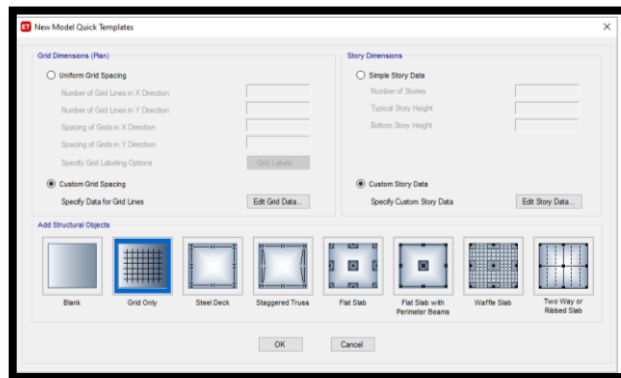 ET New Model Quick Templates
Grid Dimensions (Plan)
Uniform Grid Spacing
Number of Grid Lines in X Direction
Number of Grid Lines in Y Direction
Spacing of Grids in X Direction
Spacing of Grids in Y Direction
Specify Grid Labeling Options
Grid Labels...
Custom Grid Spacing
Specify Data for Grid Lines
Edit Grid Data...
Story Dimensions
Simple Story Data
Number of Stories
Typical Story Height
Bottom Story Height
Custom Story Data
Specify Custom Story Data
Edit Story Data...
Add Structural Objects
Blank
Grid Only
Steel Deck
Staggered Truss
Flat Slab
Flat Slab with
Perimeter Beams
Waffle Slab
Two Way or
Ribbed Slab
OK
Cancel